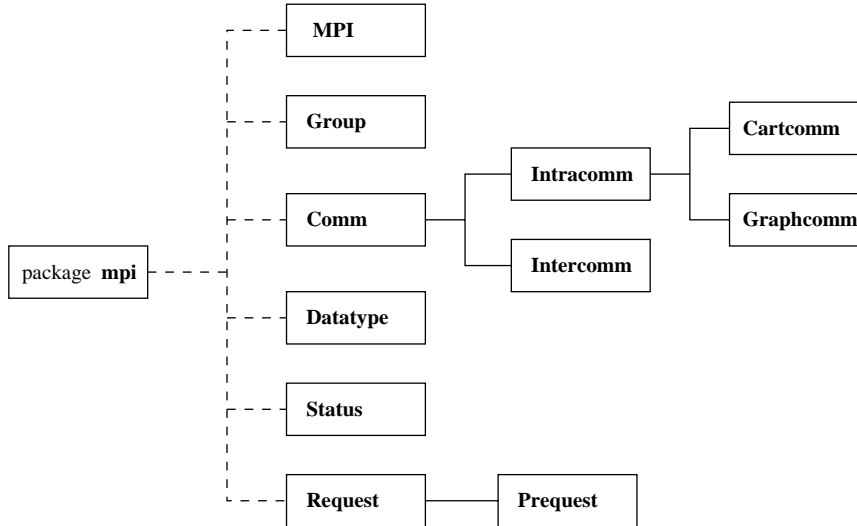 MPI
Group
Cartcomm
Intracomm
Comm
Graphcomm
package mpi
Intercomm
Datatype
Status
Request
Prequest